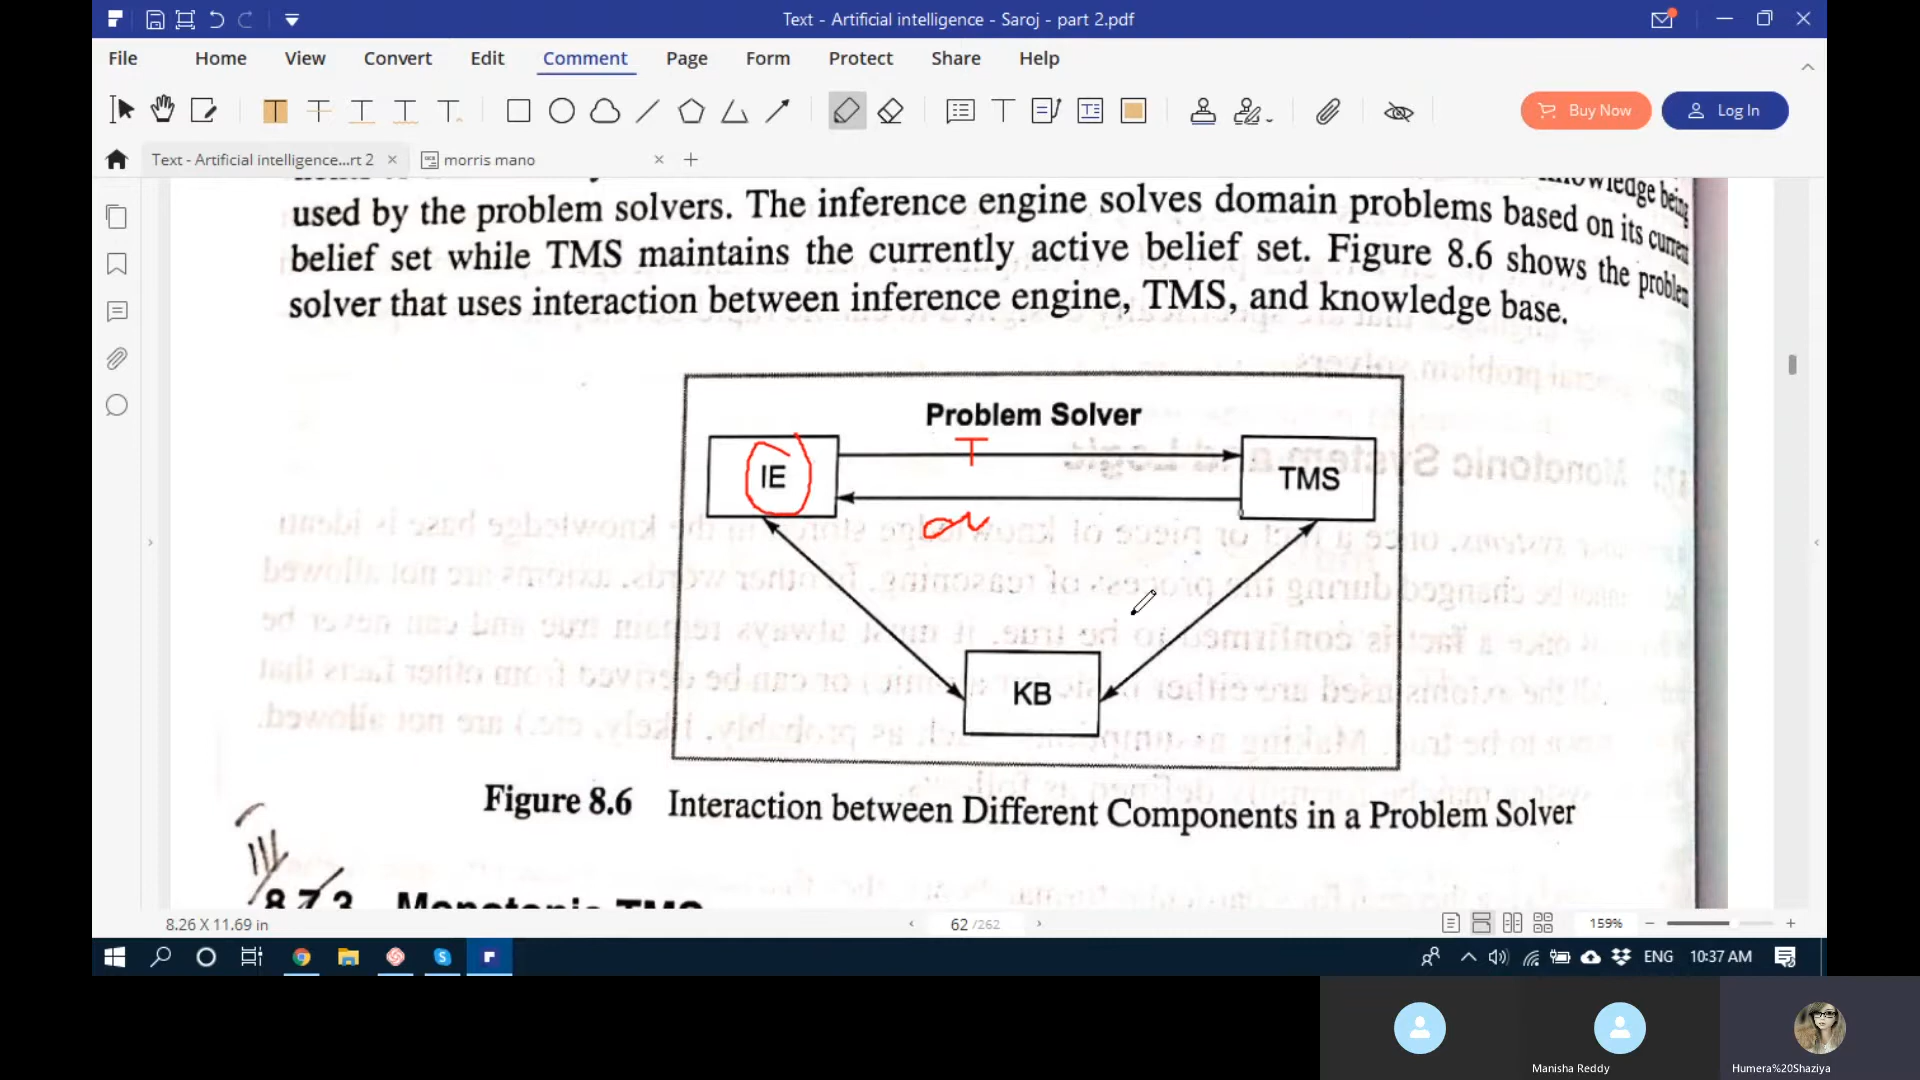 Text - Artificial intelligence - Saroj - part 2.pdf
File Home View Convert Edit Comment Page Form Protect Share Help
Buy Now
Log In
Text - Artificial intelligence...rt 2
morris mano
used by the problem solvers. The inference engine solves domain problems based on its current
belief set while TMS maintains the currently active belief set. Figure 8.6 shows the problem
solver that uses interaction between inference engine, TMS, and knowledge base.
Problem Solver
T
IE
TMS
KB
Figure 8.6 Interaction between Different Components in a Problem Solver
8.7.3 Monotonic TMS
8.26 X 11.69 in
62 /262
159%
ENG 10:37 AM
Manisha Reddy
Humera%20Shaziya